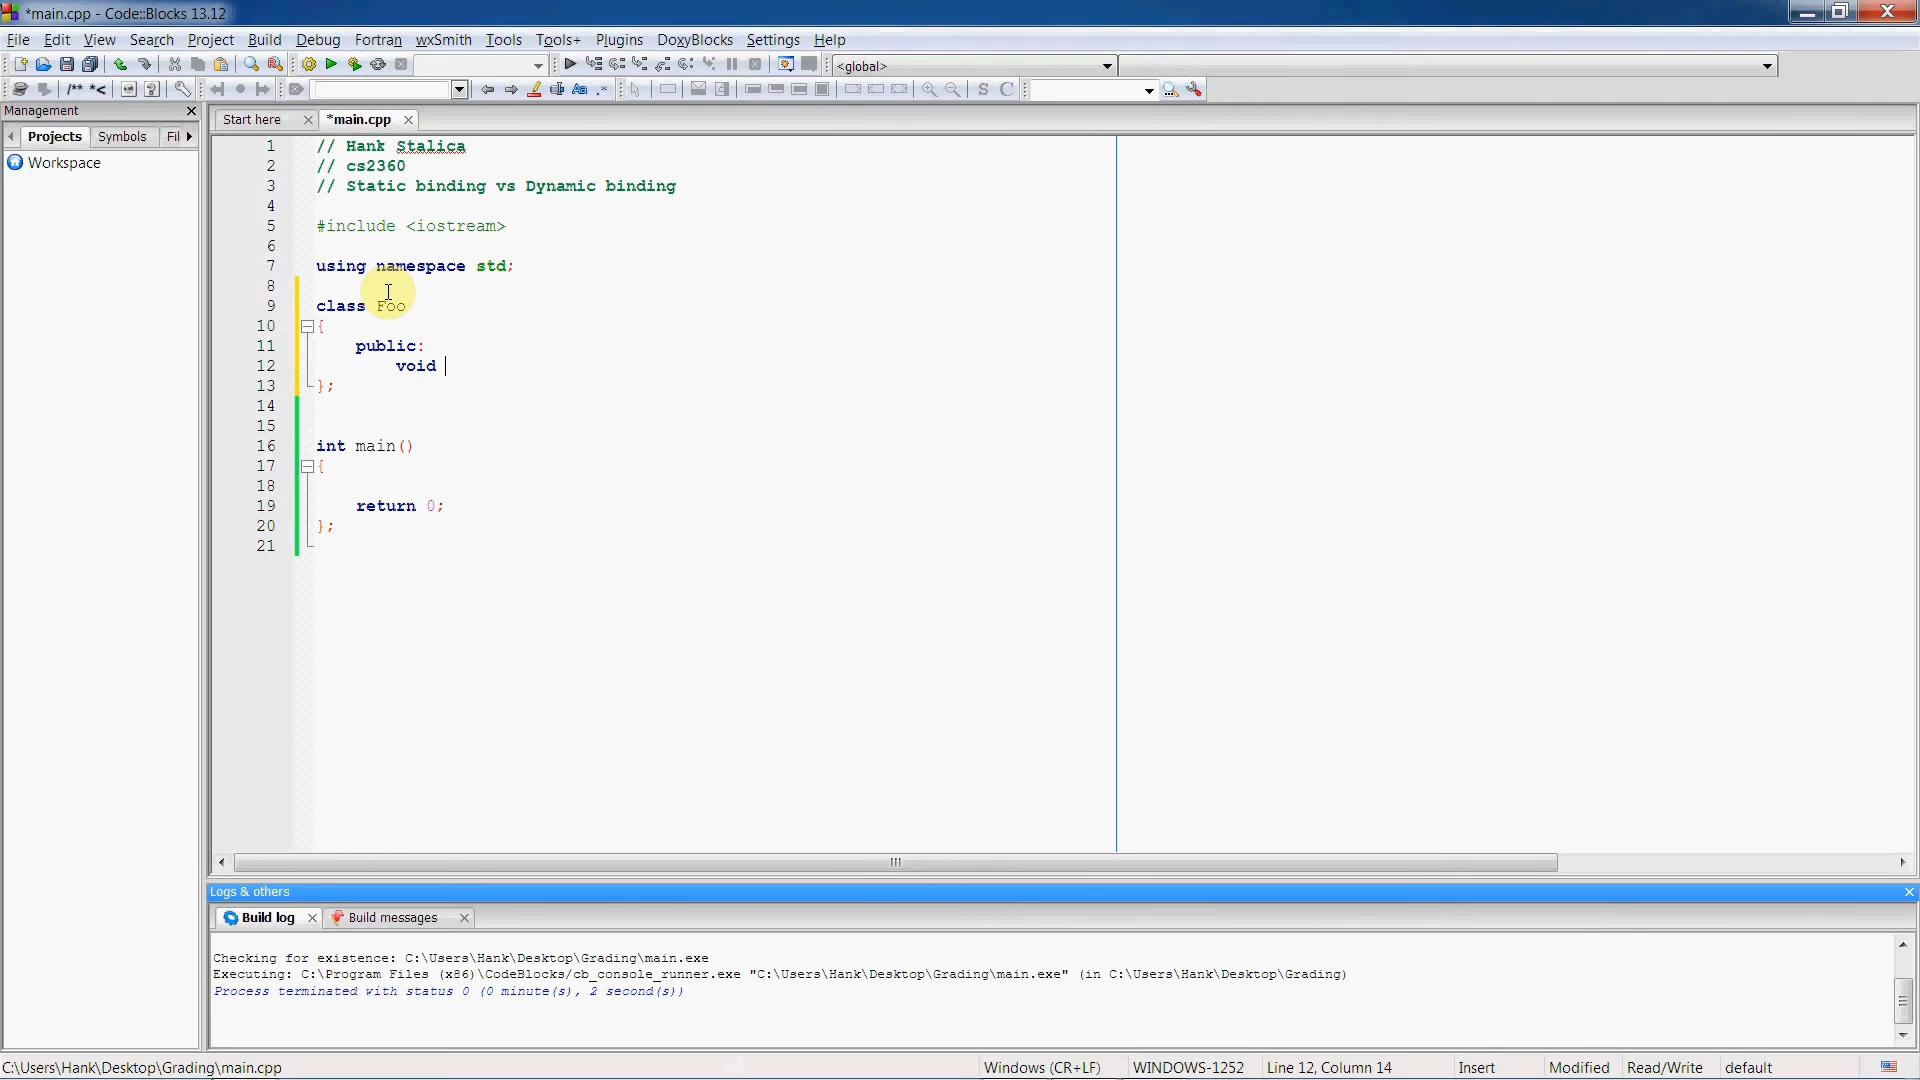 *main.cpp - Code::Blocks 13.12
File Edit View Search Project Build Debug Fortran wxSmith Tools Tools+ Plugins DoxyBlocks Settings Help
<global>
/** *<
Aa .* S C
Management
Start here *main.cpp
Projects Symbols Fil
Workspace
1 // Hank Stalica
2 // cs2360
3 // Static binding vs Dynamic binding
4
5 #include <iostream>
6
7 using namespace std;
8
9 class Foo
10 {
11 public:
12 void
13 };
14
15
16 int main()
17 {
18
19 return 0;
20 };
21
Logs & others
Build log Build messages
Checking for existence: C:\Users\Hank\Desktop\Grading\main.exe
Executing: C:\Program Files (x86)\CodeBlocks/cb_console_runner.exe "C:\Users\Hank\Desktop\Grading\main.exe" (in C:\Users\Hank\Desktop\Grading)
Process terminated with status 0 (0 minute(s), 2 second(s))
C:\Users\Hank\Desktop\Grading\main.cpp Windows (CR+LF) WINDOWS-1252 Line 12, Column 14 Insert Modified Read/Write default